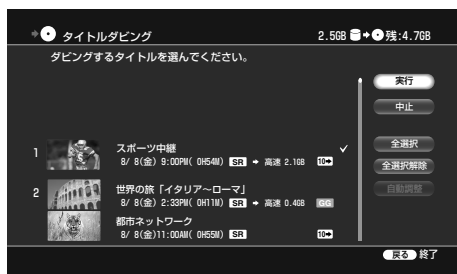 タイトルダビング 2.5GB ➔ 残:4.7GB
ダビングするタイトルを選んでください。
実行
中止
全選択
全選択解除
自動調整
1 スポーツ中継 ✓
8/ 8(金) 9:00PM( 0H54M) SR ➔ 高速 2.1GB 10➔
2 世界の旅「イタリア〜ローマ」
8/ 8(金) 2:33PM( 0H11M) SR ➔ 高速 0.4GB GG
都市ネットワーク
8/ 8(金)11:00AM( 0H55M) SR 10➔
戻る 終了